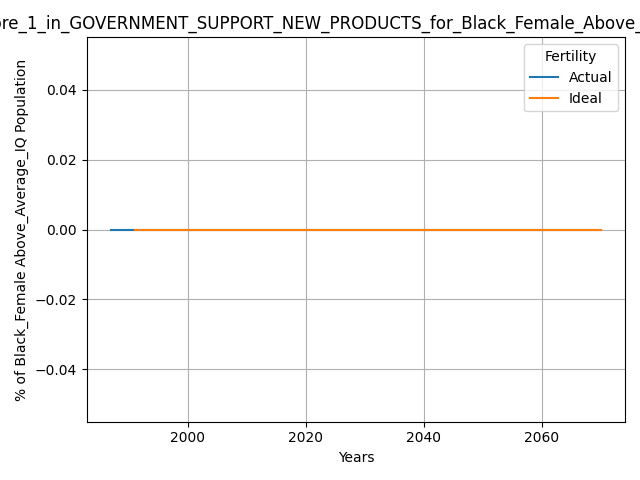 ore_1_in_GOVERNMENT_SUPPORT_NEW_PRODUCTS_for_Black_Female_Above_
% of Black_Female Above_Average_IQ Population
0.04
0.02
0.00
−0.02
−0.04
Fertility
Actual
Ideal
2000 2020 2040 2060
Years